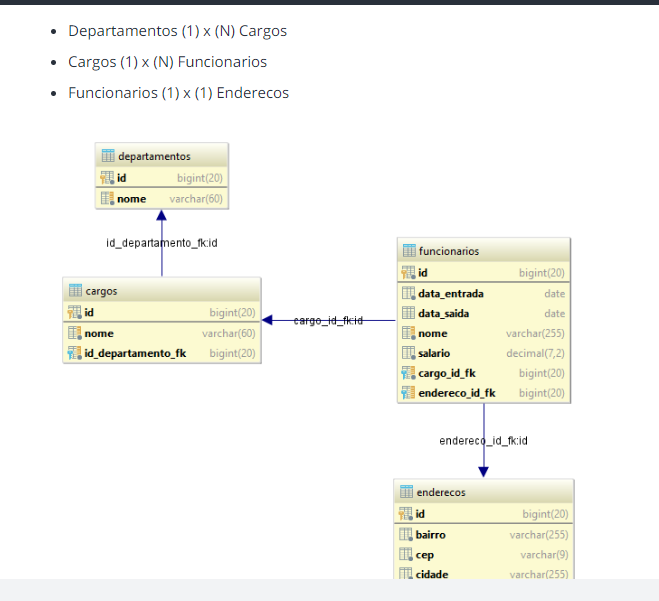 Departamentos (1) x (N) Cargos
Cargos (1) x (N) Funcionarios
Funcionarios (1) x (1) Enderecos
departamentos
id bigint(20)
nome varchar(60)
id_departamento_fk:id
cargos
id bigint(20)
nome varchar(60)
id_departamento_fk bigint(20)
cargo_id_fk:id
funcionarios
id bigint(20)
data_entrada date
data_saida date
nome varchar(255)
salario decimal(7,2)
cargo_id_fk bigint(20)
endereco_id_fk bigint(20)
endereco_id_fk:id
enderecos
id bigint(20)
bairro varchar(255)
cep varchar(9)
cidade varchar(255)